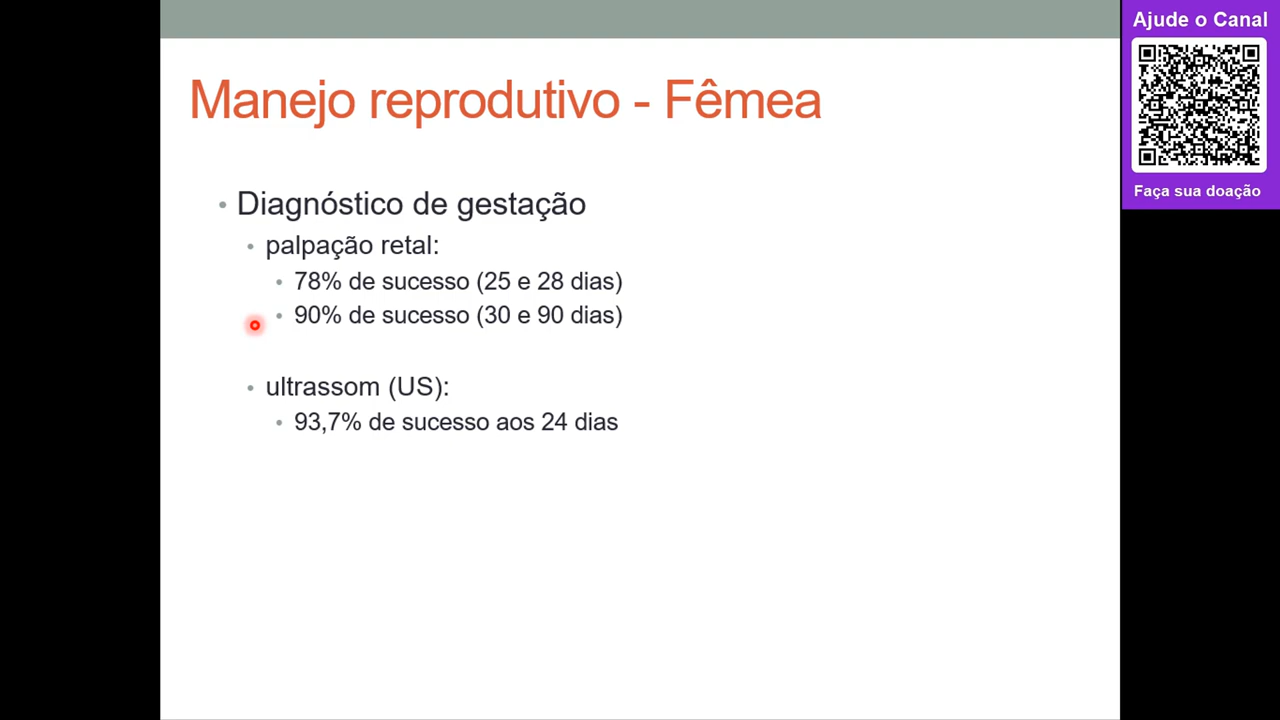 Manejo reprodutivo - Fêmea
• Diagnóstico de gestação
• palpação retal:
• 78% de sucesso (25 e 28 dias)
• 90% de sucesso (30 e 90 dias)
• ultrassom (US):
• 93,7% de sucesso aos 24 dias
Ajude o Canal
Faça sua doação